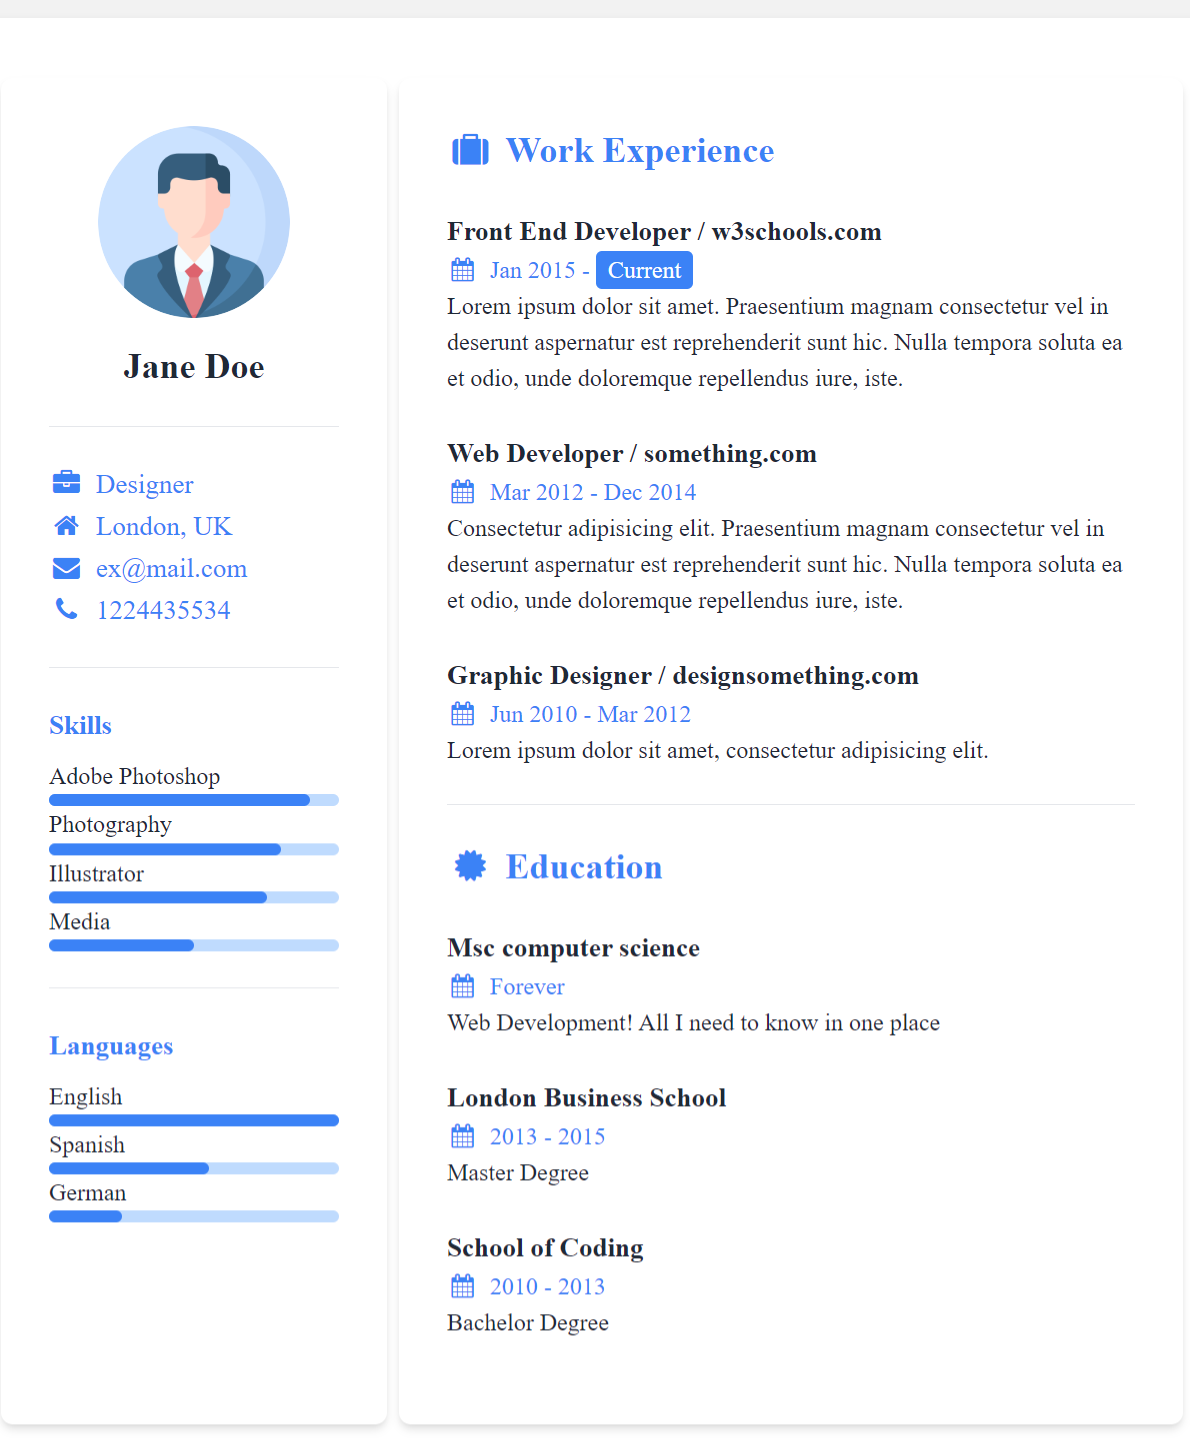 Jane Doe
Designer
London, UK
ex@mail.com
1224435534
Skills
Adobe Photoshop
Photography
Illustrator
Media
Languages
English
Spanish
German
Work Experience
Front End Developer / w3schools.com
Jan 2015 - Current
Lorem ipsum dolor sit amet. Praesentium magnam consectetur vel in
deserunt aspernatur est reprehenderit sunt hic. Nulla tempora soluta ea
et odio, unde doloremque repellendus iure, iste.
Web Developer / something.com
Mar 2012 - Dec 2014
Consectetur adipisicing elit. Praesentium magnam consectetur vel in
deserunt aspernatur est reprehenderit sunt hic. Nulla tempora soluta ea
et odio, unde doloremque repellendus iure, iste.
Graphic Designer / designsomething.com
Jun 2010 - Mar 2012
Lorem ipsum dolor sit amet, consectetur adipisicing elit.
Education
Msc computer science
Forever
Web Development! All I need to know in one place
London Business School
2013 - 2015
Master Degree
School of Coding
2010 - 2013
Bachelor Degree